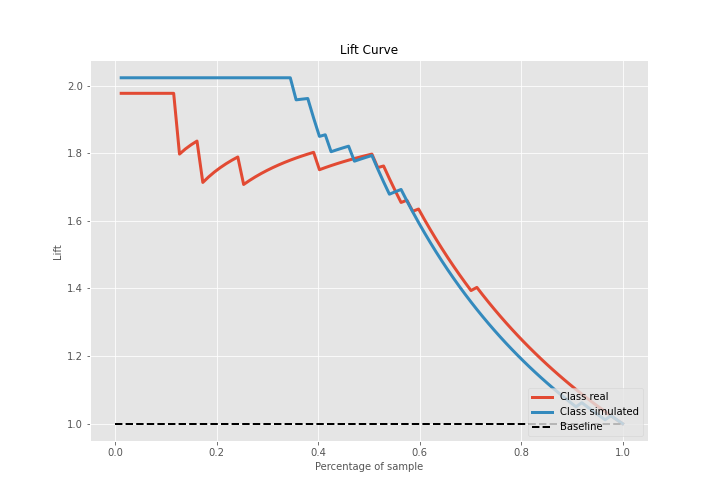 Lift Curve
Lift
2.0
1.8
1.6
1.4
1.2
1.0
0.0 0.2 0.4 0.6 0.8 1.0
Percentage of sample
Class real
Class simulated
Baseline